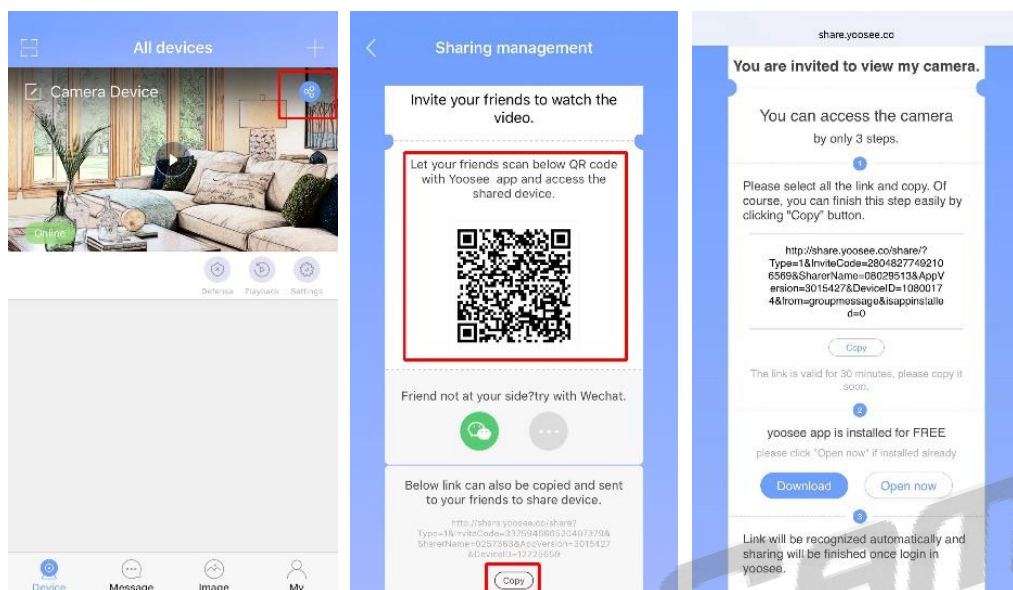 All devices
Camera Device
Online
Defense Playback Settings
Device Message Image My
Sharing management
Invite your friends to watch the
video.
Let your friends scan below QR code
with Yoosee app and access the
shared device.
Friend not at your side?try with Wechat.
Below link can also be copied and sent
to your friends to share device.
http://share.yoosee.co/share?
Copy
share.yoosee.co
You are invited to view my camera.
You can access the camera
by only 3 steps.
1
Please select all the link and copy. Of
course, you can finish this step easily by
clicking "Copy" button.
http://share.yoosee.co/share/?
Type=1&InviteCode=2804827749210
6569&SharerName=08029513&AppV
ersion=3015427&DeviceID=1080017
4&from=groupmessage&isappinstalle
d=0
Copy
The link is valid for 30 minutes, please copy it
soon.
2
yoosee app is installed for FREE
please click "Open now" if installed already
Download Open now
3
Link will be recognized automatically and
sharing will be finished once login in
yoosee.